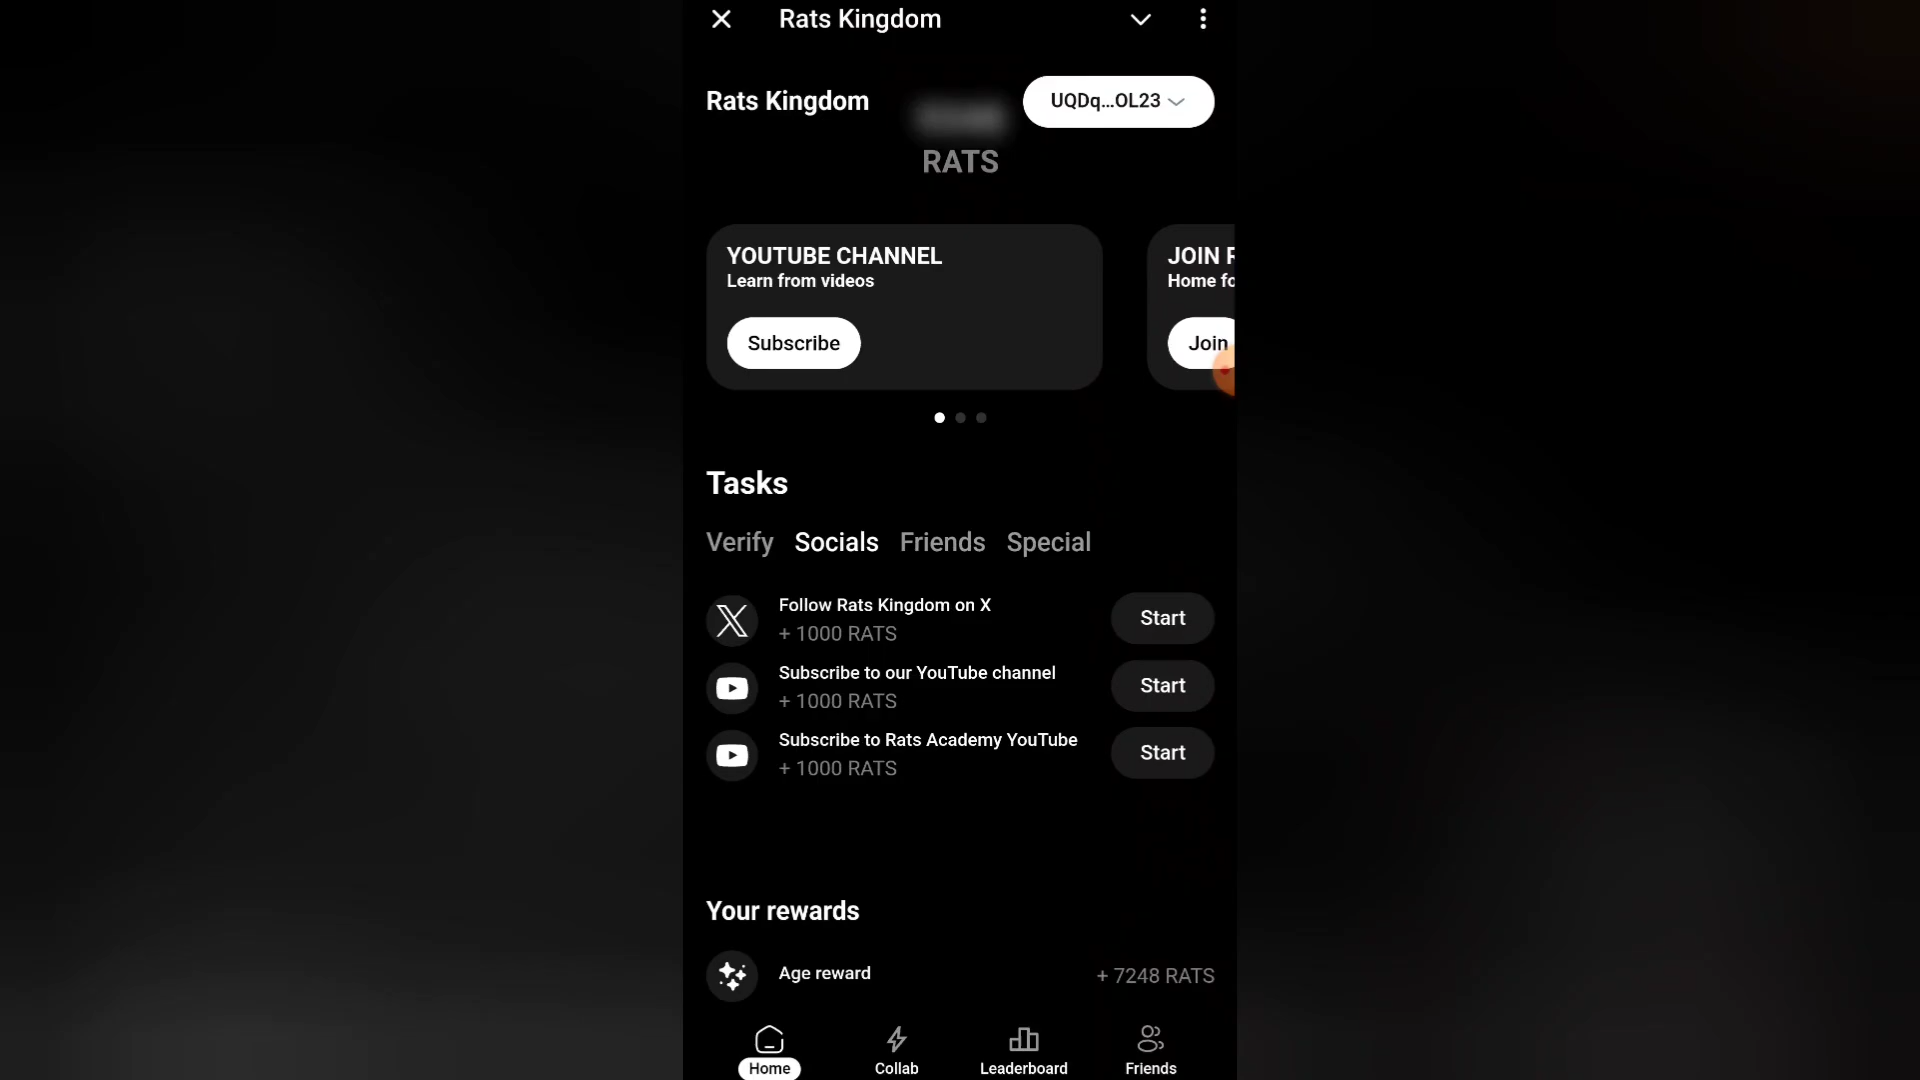 Rats Kingdom
Rats Kingdom
UQDq...OL23
RATS
YOUTUBE CHANNEL
Learn from videos
Subscribe
JOIN
Home
Join
Tasks
Verify Socials Friends Special
Follow Rats Kingdom on X
+ 1000 RATS
Start
Subscribe to our YouTube channel
+ 1000 RATS
Start
Subscribe to Rats Academy YouTube
+ 1000 RATS
Start
Your rewards
Age reward
+ 7248 RATS
Home Collab Leaderboard Friends